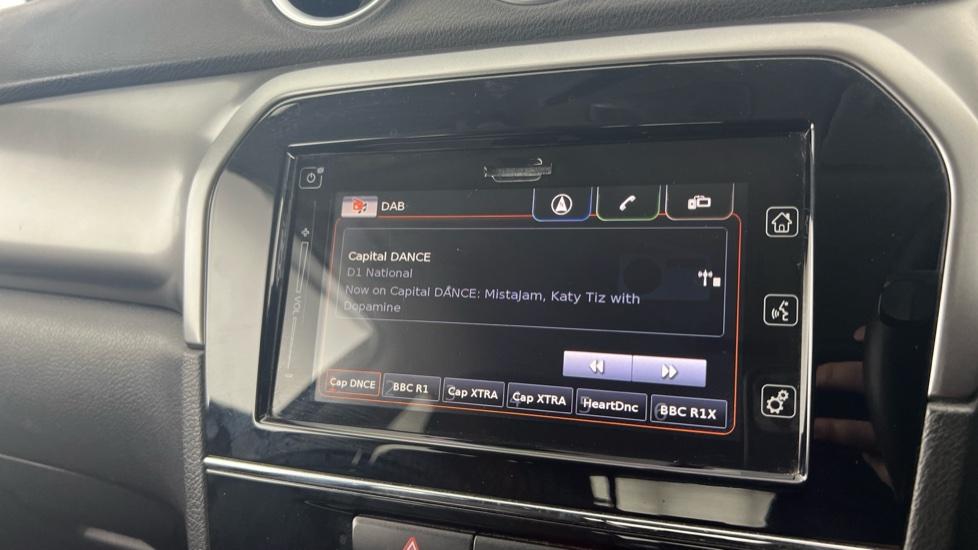 DAB
Capital DANCE
D1 National
Now on Capital DANCE: MistaJam, Katy Tiz with
Dopamine
VOL
Cap DNCE
BBC R1
Cap XTRA
Cap XTRA
HeartDnc
BBC R1X